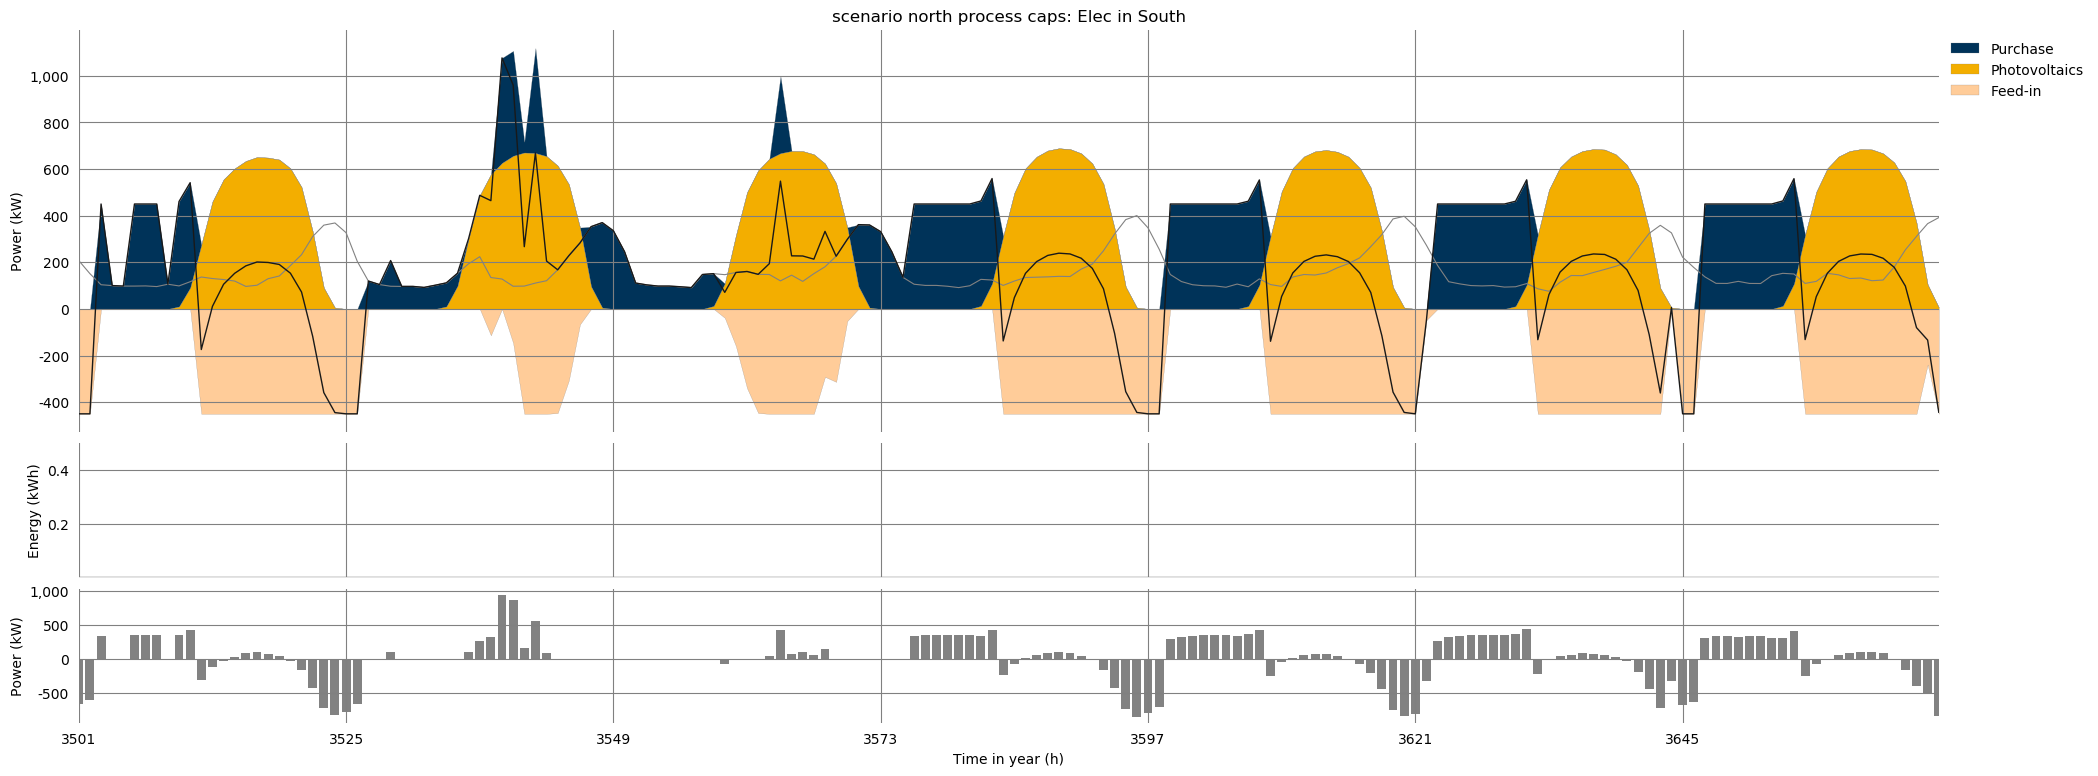 scenario north process caps: Elec in South
Purchase
Photovoltaics
Feed-in
Power (kW)
1,000
800
600
400
200
0
-200
-400
Energy (kWh)
0.4
0.2
Power (kW)
1,000
500
0
-500
3501 3525 3549 3573 3597 3621 3645
Time in year (h)